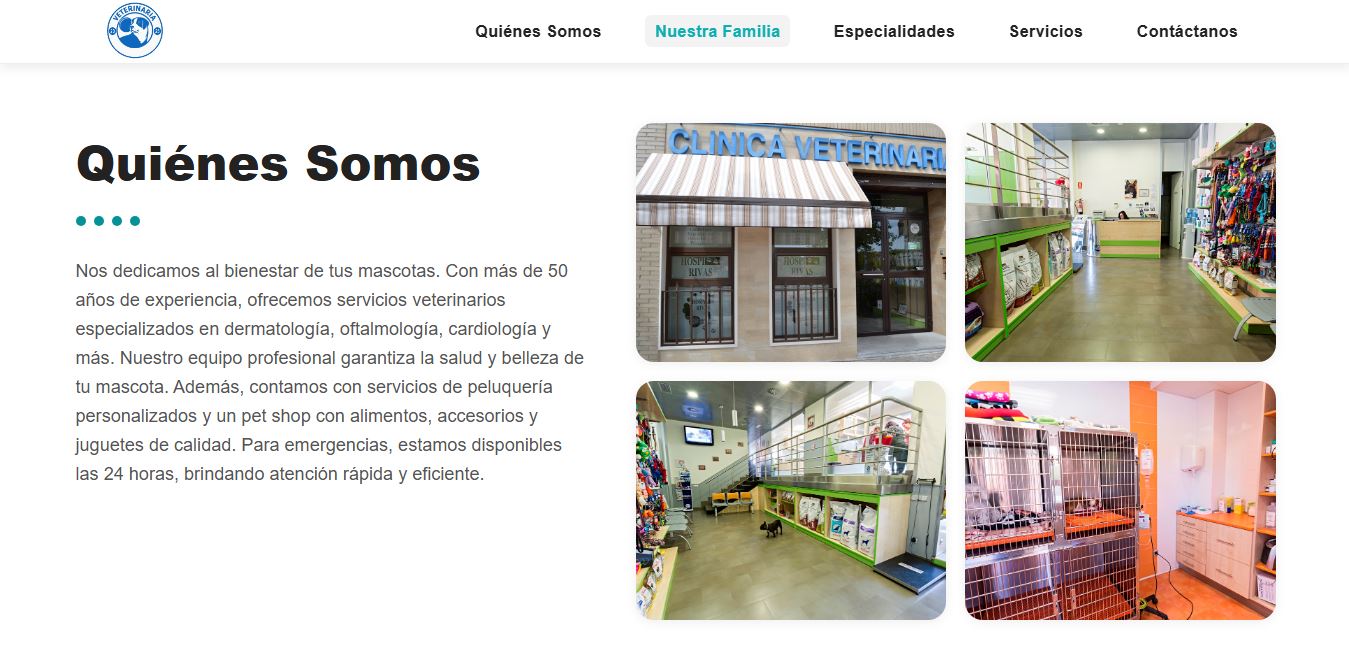 VETERINARIA
Quiénes Somos
Nuestra Familia
Especialidades
Servicios
Contáctanos
Quiénes Somos
Nos dedicamos al bienestar de tus mascotas. Con más de 50
años de experiencia, ofrecemos servicios veterinarios
especializados en dermatología, oftalmología, cardiología y
más. Nuestro equipo profesional garantiza la salud y belleza de
tu mascota. Además, contamos con servicios de peluquería
personalizados y un pet shop con alimentos, accesorios y
juguetes de calidad. Para emergencias, estamos disponibles
las 24 horas, brindando atención rápida y eficiente.
CLINICA VETERINARI
RIVAS
RIVAS